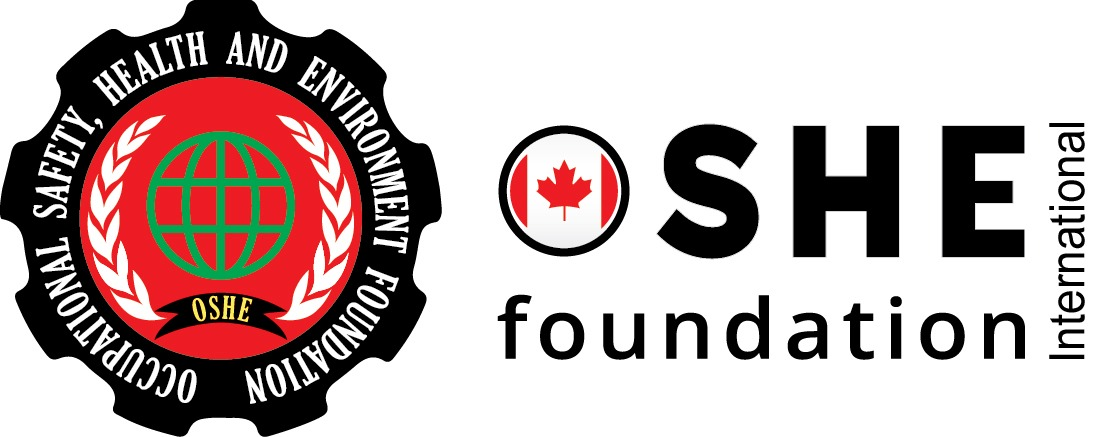 OCCUPATIONAL SAFETY, HEALTH AND ENVIRONMENT FOUNDATION
OSHE
OSHE
foundation
International